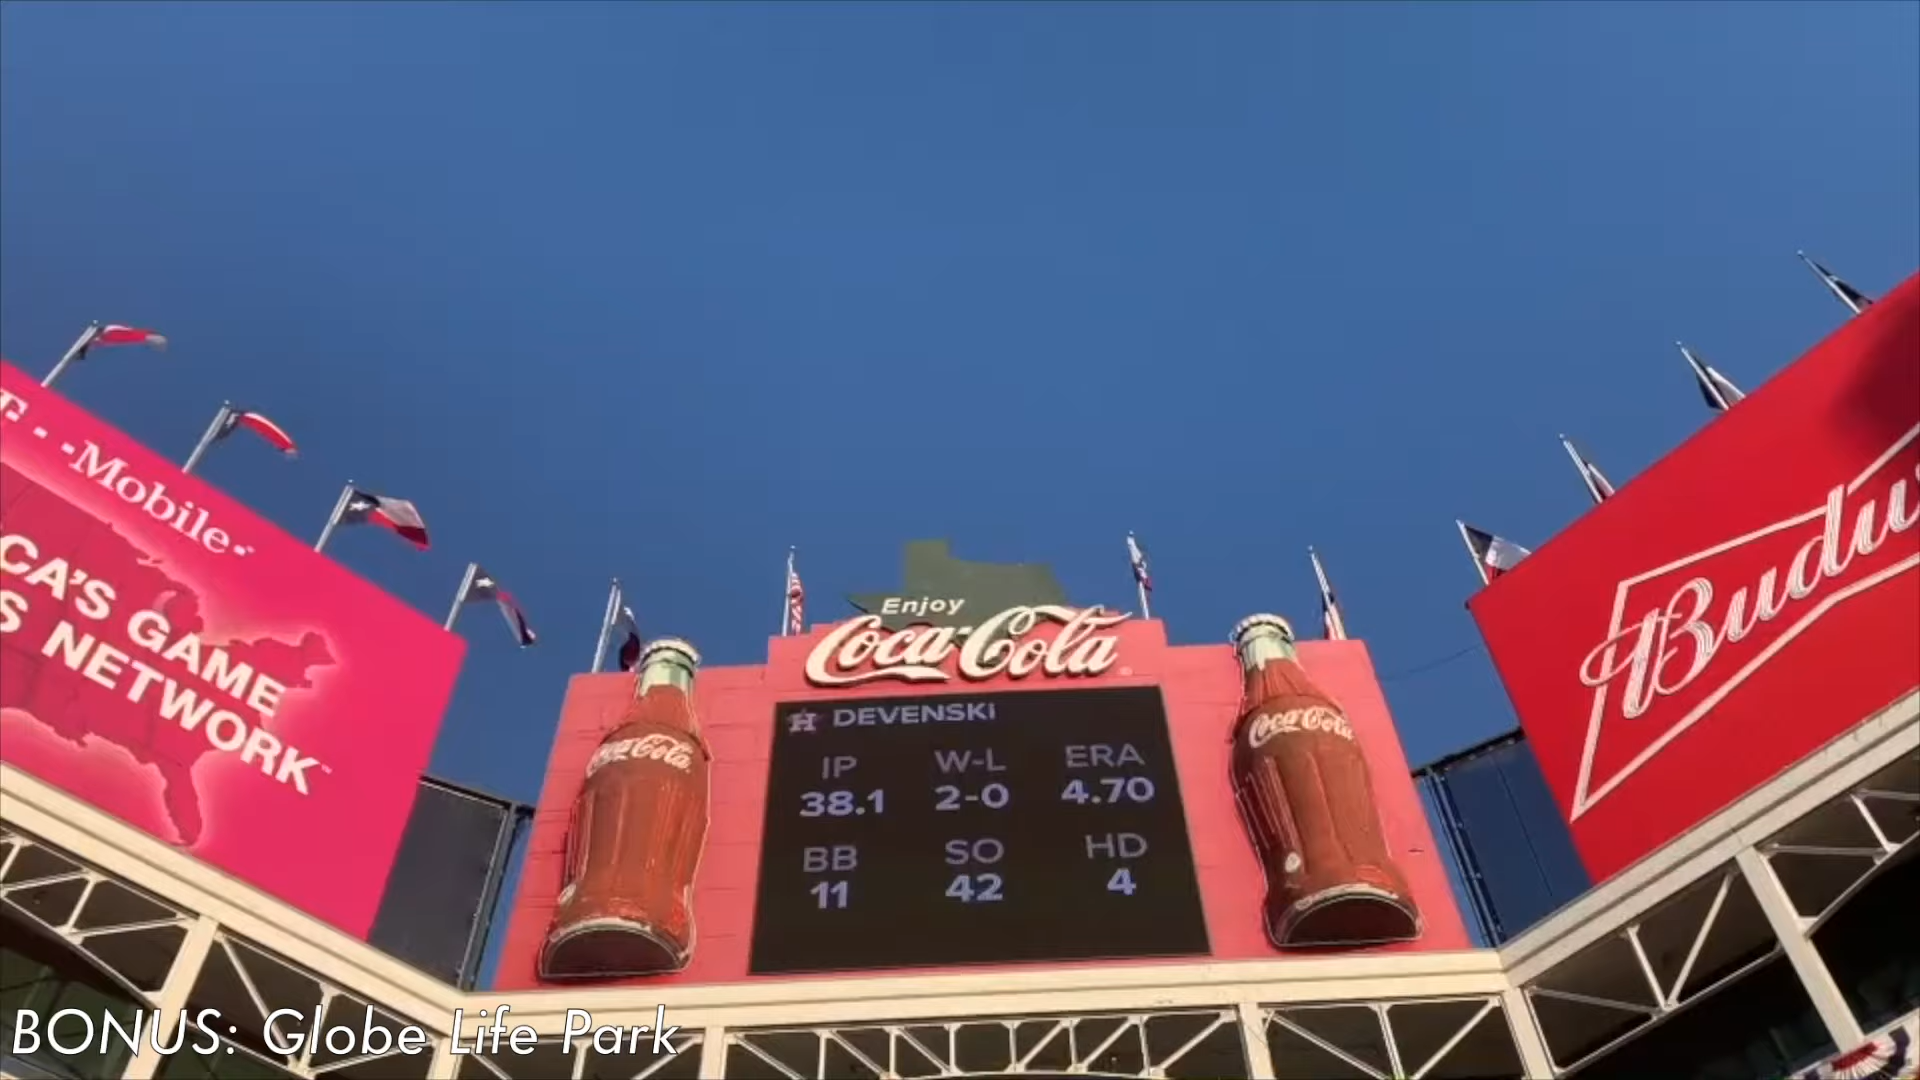 T--Mobile-
CA'S GAME
S NETWORK™
Enjoy
Coca-Cola
Coca-Cola
Coca-Cola
H DEVENSKI
IP W-L ERA
38.1 2-0 4.70
BB SO HD
11 42 4
Budw
BONUS: Globe Life Park